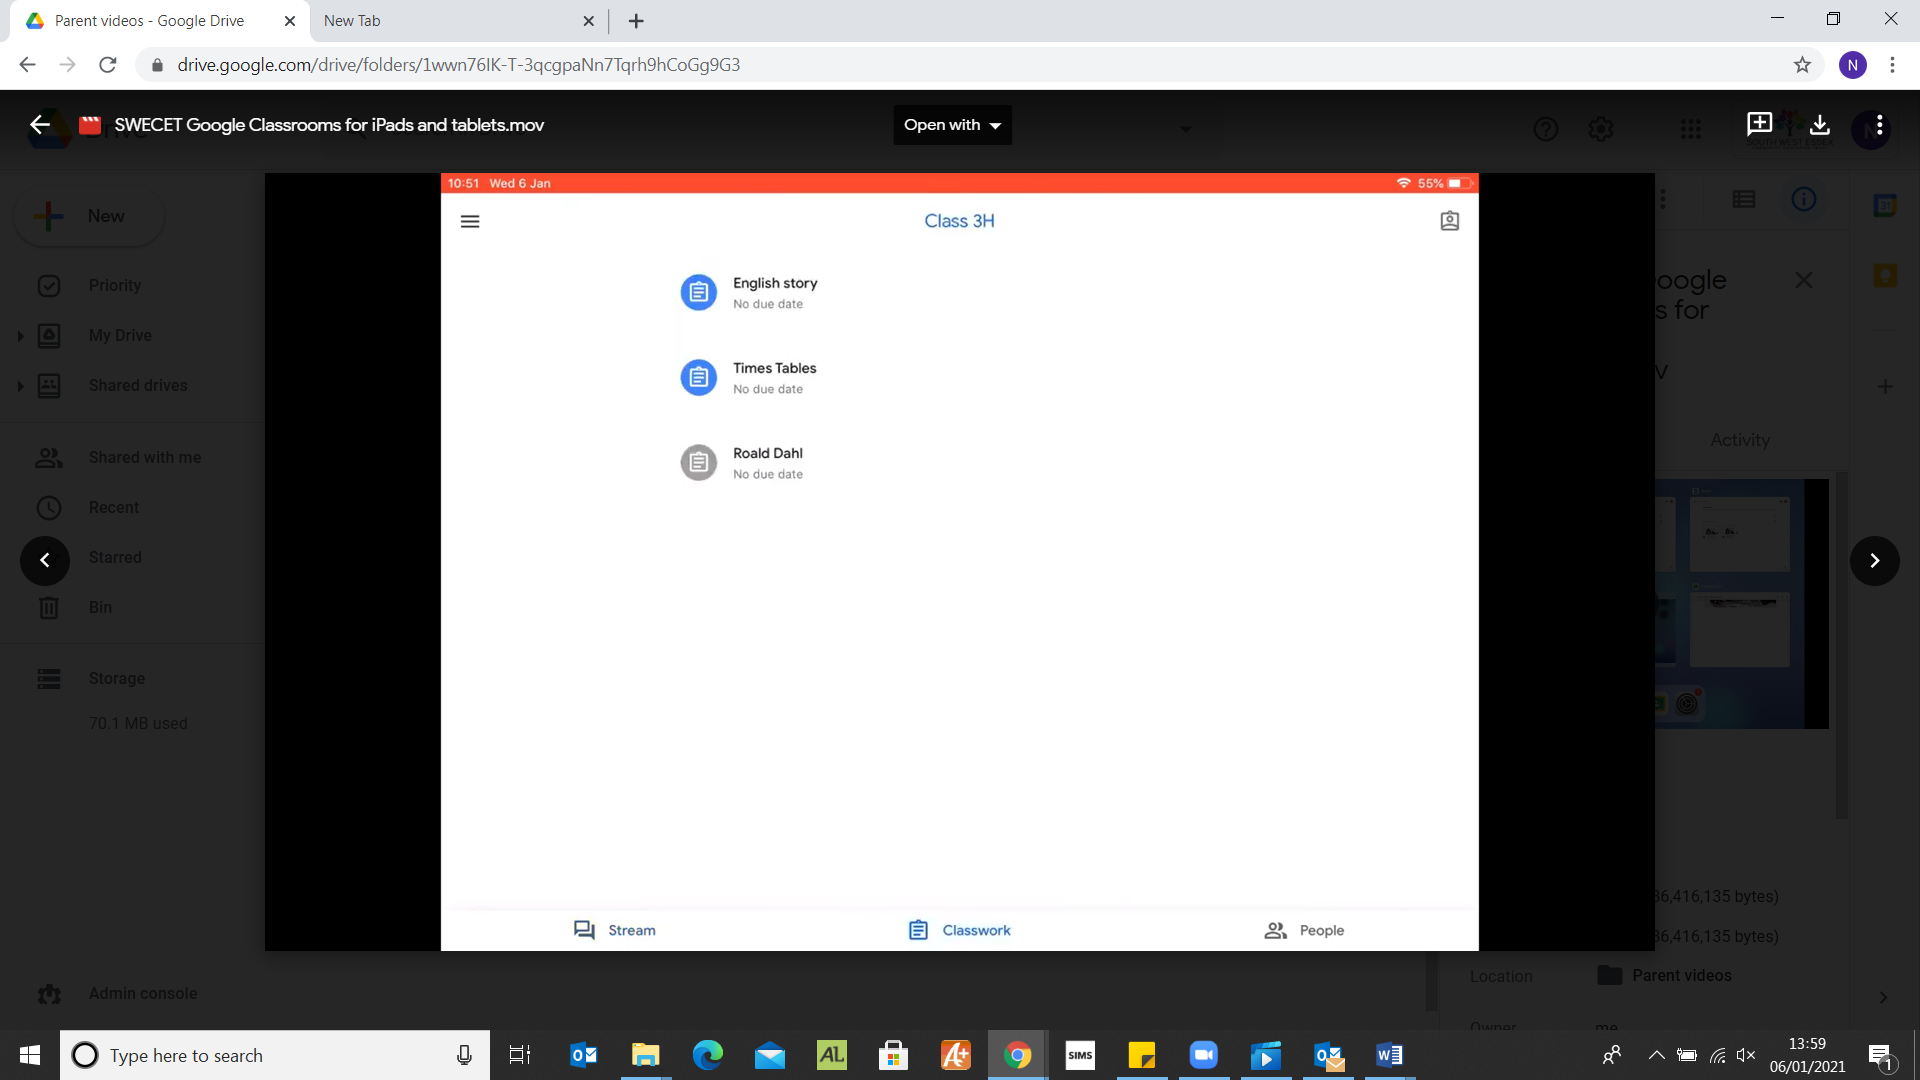 Parent videos - Google Drive
New Tab
drive.google.com/drive/folders/1wwn76IK-T-3qcgpaNn7Tqrh9hCoGg9G3
N
SWECET Google Classrooms for iPads and tablets.mov
Open with
10:51 Wed 6 Jan
55%
Class 3H
English story
No due date
Times Tables
No due date
Roald Dahl
No due date
Stream
Classwork
People
New
Priority
My Drive
Shared drives
Shared with me
Recent
Starred
Bin
Storage
70.1 MB used
Admin console
oogle
s for
v
Activity
36,416,135 bytes)
36,416,135 bytes)
Location
Parent videos
Owner
me
Type here to search
AL
A+
SIMS
13:59
06/01/2021
1